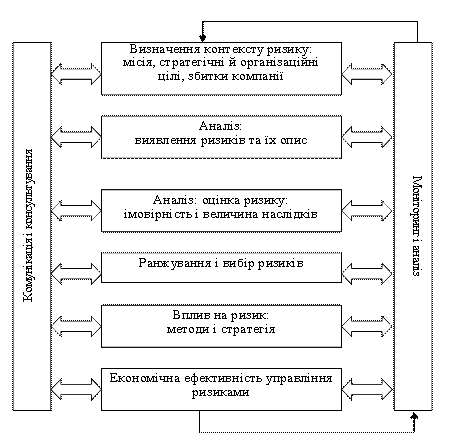 Визначення контексту ризику:
місія, стратегічні й організаційні
цілі, збитки компанії
Аналіз:
виявлення ризиків та їх опис
Аналіз: оцінка ризику:
імовірність і величина наслідків
Ранжування і вибір ризиків
Вплив на ризик:
методи і стратегія
Економічна ефективність управління
ризиками
Комунікація і консультування
Моніторинг і аналіз